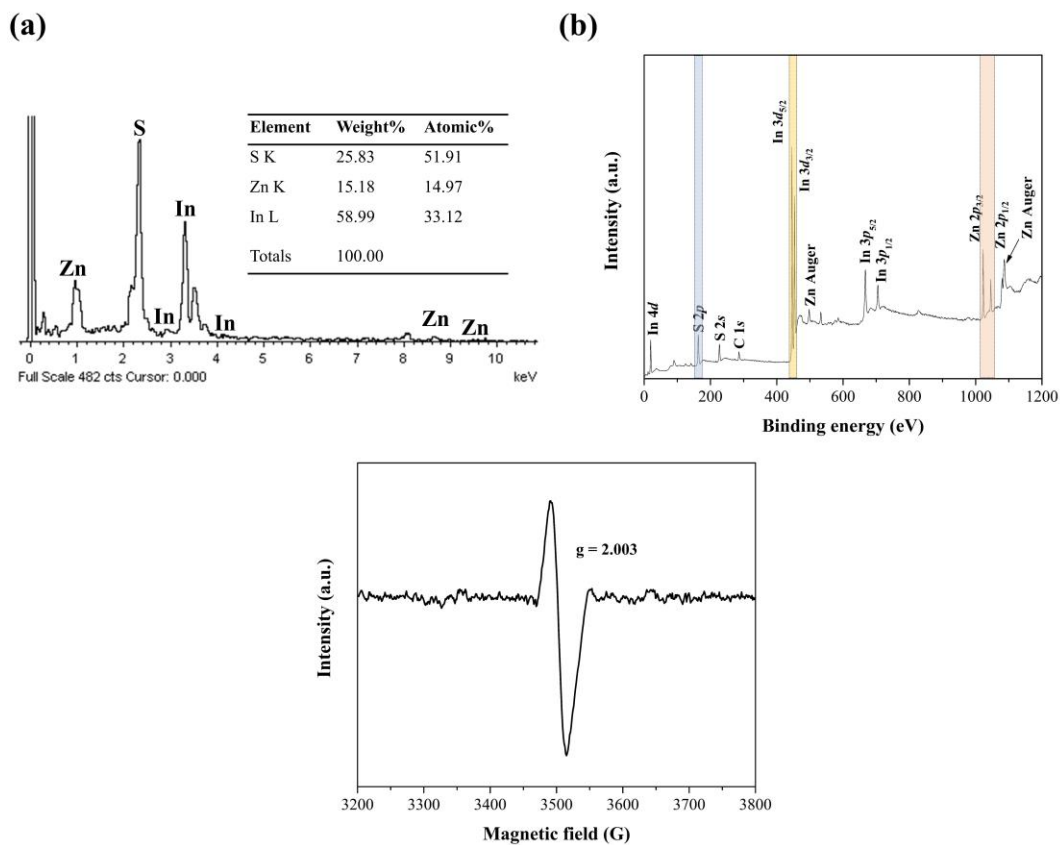 (a)
Element Weight% Atomic%
S K 25.83 51.91
Zn K 15.18 14.97
In L 58.99 33.12
Totals 100.00
S
In
Zn
In
In
Zn
Zn
0 1 2 3 4 5 6 7 8 9 10
Full Scale 482 cts Cursor: 0.000
keV
(b)
Intensity (a.u.)
In 4d
S 2p
S 2s
C 1s
In 3d5/2
In 3d3/2
Zn Auger
In 3p5/2
In 3p1/2
Zn 2p3/2
Zn 2p1/2
Zn Auger
0 200 400 600 800 1000 1200
Binding energy (eV)
Intensity (a.u.)
g = 2.003
3200 3300 3400 3500 3600 3700 3800
Magnetic field (G)